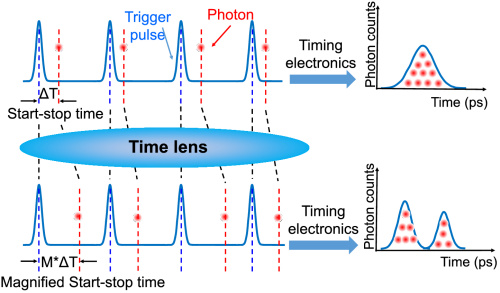 Trigger
pulse
Photon
Timing
electronics
Photon counts
Time (ps)
ΔT
Start-stop time
Time lens
Timing
electronics
Photon counts
Time (ps)
M*ΔT
Magnified Start-stop time